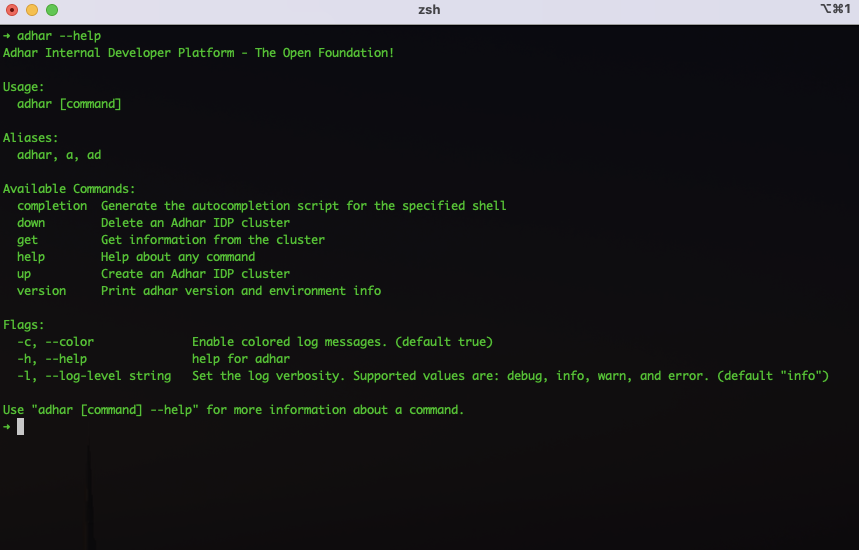 zsh
⌥⌘1
→ adhar --help
Adhar Internal Developer Platform - The Open Foundation!
Usage:
  adhar [command]
Aliases:
  adhar, a, ad
Available Commands:
  completion  Generate the autocompletion script for the specified shell
  down        Delete an Adhar IDP cluster
  get         Get information from the cluster
  help        Help about any command
  up          Create an Adhar IDP cluster
  version     Print adhar version and environment info
Flags:
  -c, --color              Enable colored log messages. (default true)
  -h, --help               help for adhar
  -l, --log-level string   Set the log verbosity. Supported values are: debug, info, warn, and error. (default "info")
Use "adhar [command] --help" for more information about a command.
→